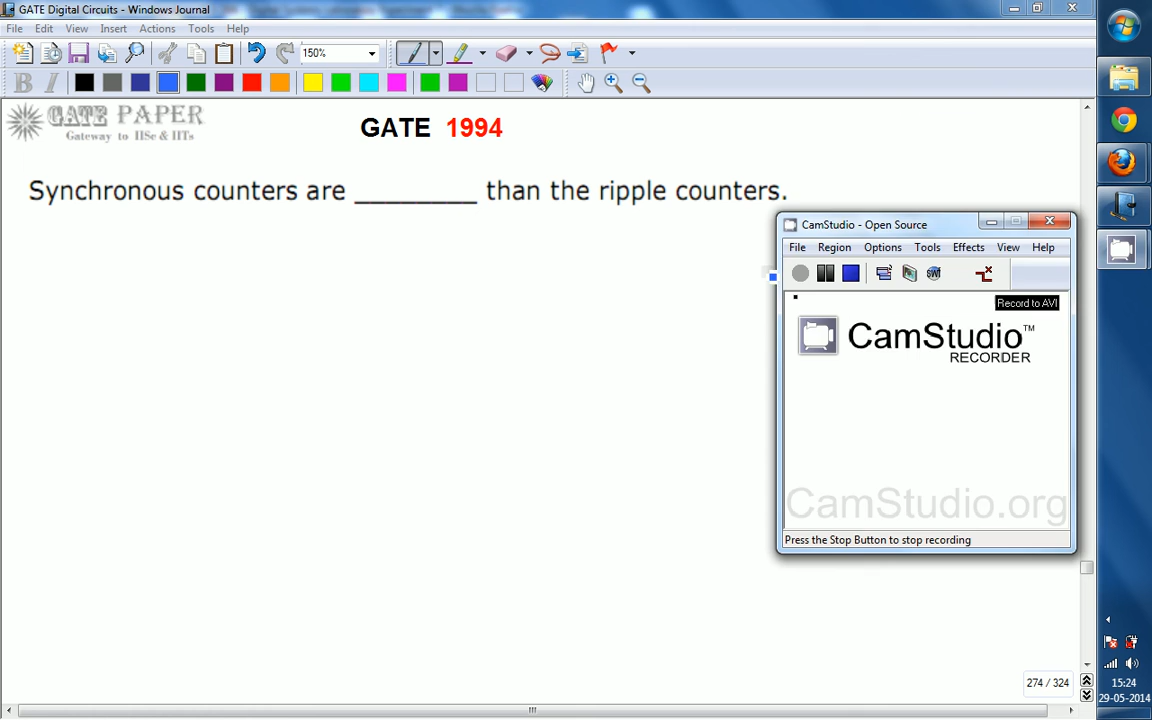 GATE Digital Circuits - Windows Journal
File Edit View Insert Actions Tools Help
150%
B I
GATE PAPER
Gateway to IISc & IITs
GATE 1994
Synchronous counters are ________ than the ripple counters.
CamStudio - Open Source
File Region Options Tools Effects View Help
Record to AVI
CamStudio™
RECORDER
CamStudio.org
Press the Stop Button to stop recording
274 / 324
15:24
29-05-2014